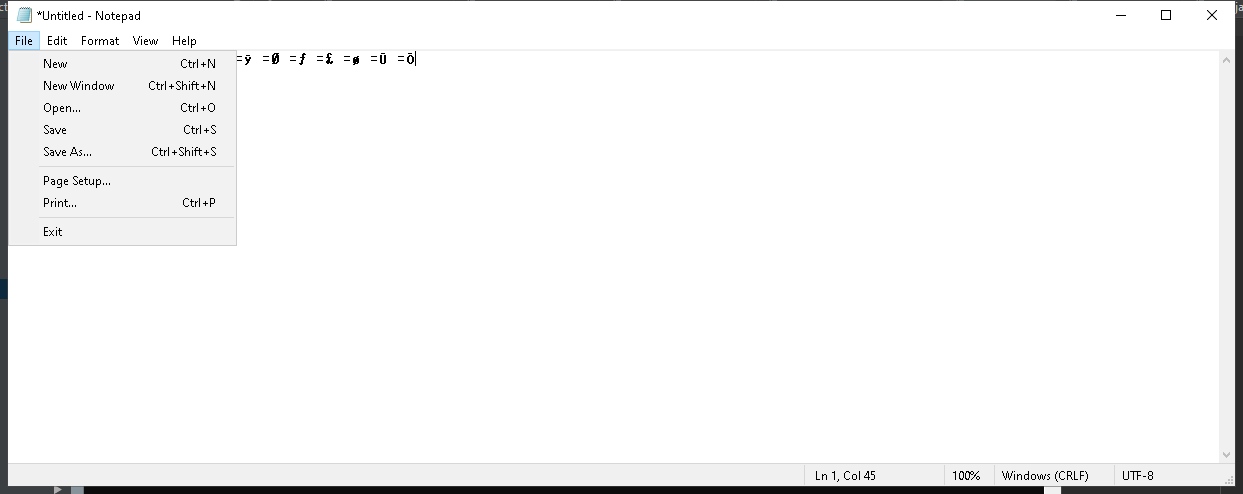 *Untitled - Notepad
File Edit Format View Help
=ÿ =Ø =ƒ =£ =ø =Ü =Ö
New Ctrl+N
New Window Ctrl+Shift+N
Open... Ctrl+O
Save Ctrl+S
Save As... Ctrl+Shift+S
Page Setup...
Print... Ctrl+P
Exit
Ln 1, Col 45 100% Windows (CRLF) UTF-8